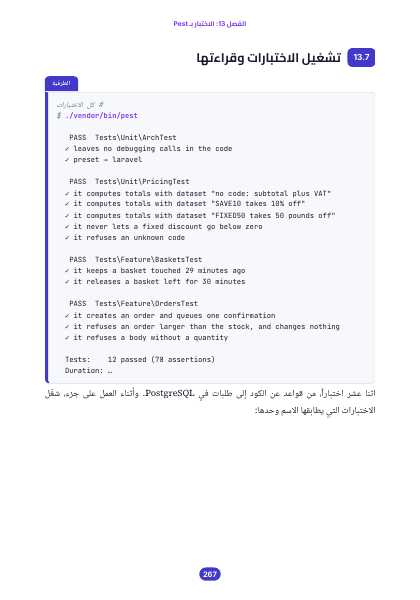 الفصل 13: الاختبار بـ Pest
13.7 تشغيل الاختبارات وقراءتها
الطرفية
# كل الاختبارات
$ ./vendor/bin/pest
PASS Tests\Unit\ArchTest
✓ leaves no debugging calls in the code
✓ preset → laravel
PASS Tests\Unit\PricingTest
✓ it computes totals with dataset "no code: subtotal plus VAT"
✓ it computes totals with dataset "SAVE10 takes 10% off"
✓ it computes totals with dataset "FIXED50 takes 50 pounds off"
✓ it never lets a fixed discount go below zero
✓ it refuses an unknown code
PASS Tests\Feature\BasketsTest
✓ it keeps a basket touched 29 minutes ago
✓ it releases a basket left for 30 minutes
PASS Tests\Feature\OrdersTest
✓ it creates an order and queues one confirmation
✓ it refuses an order larger than the stock, and changes nothing
✓ it refuses a body without a quantity
Tests: 12 passed (78 assertions)
Duration: …
اثنا عشر اختباراً، من قواعد عن الكود إلى طلبات في PostgreSQL. وأثناء العمل على جزء، شغّل
الاختبارات التي يطابقها الاسم وحدها:
267